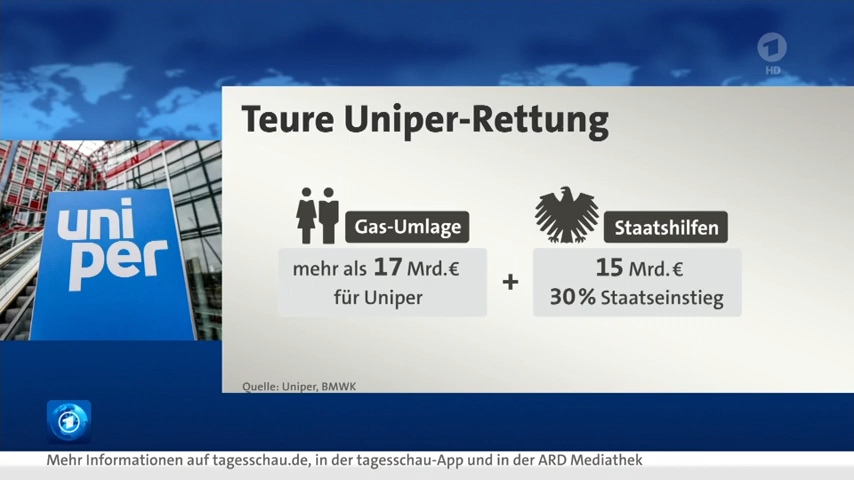 1
HD
Teure Uniper-Rettung
uni
per
Gas-Umlage
mehr als 17 Mrd.€
für Uniper
+
Staatshilfen
15 Mrd.€
30% Staatseinstieg
Quelle: Uniper, BMWK
1
Mehr Informationen auf tagesschau.de, in der tagesschau-App und in der ARD Mediathek